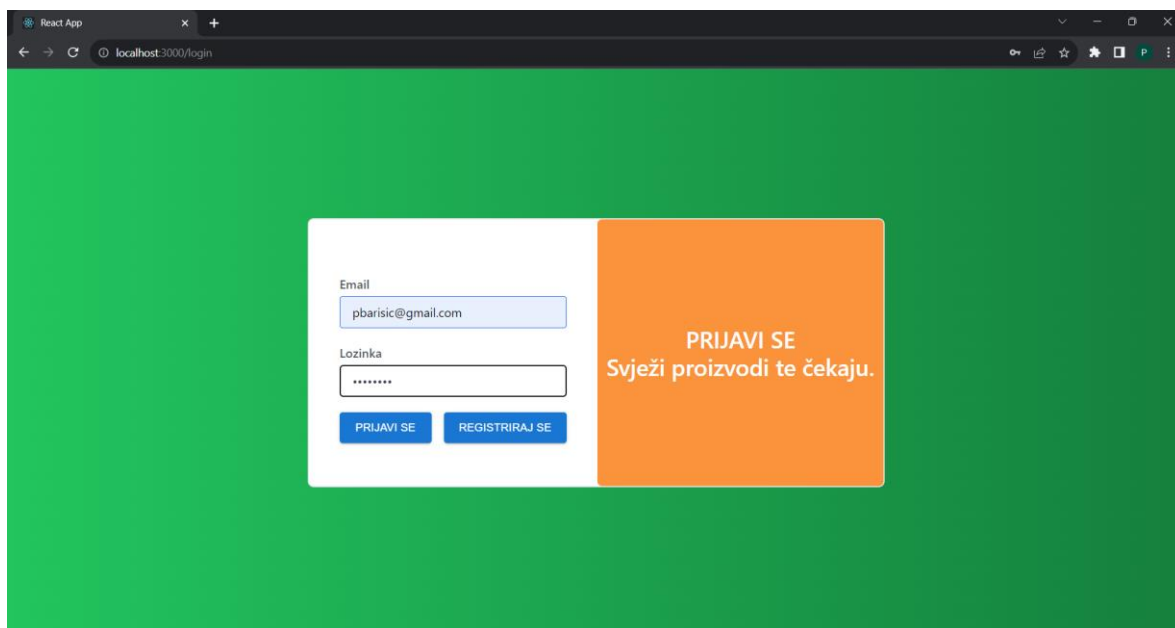 React App
localhost:3000/login
P
Email
pbarisic@gmail.com
Lozinka
••••••••
PRIJAVI SE
REGISTRIRAJ SE
PRIJAVI SE
Svježi proizvodi te čekaju.